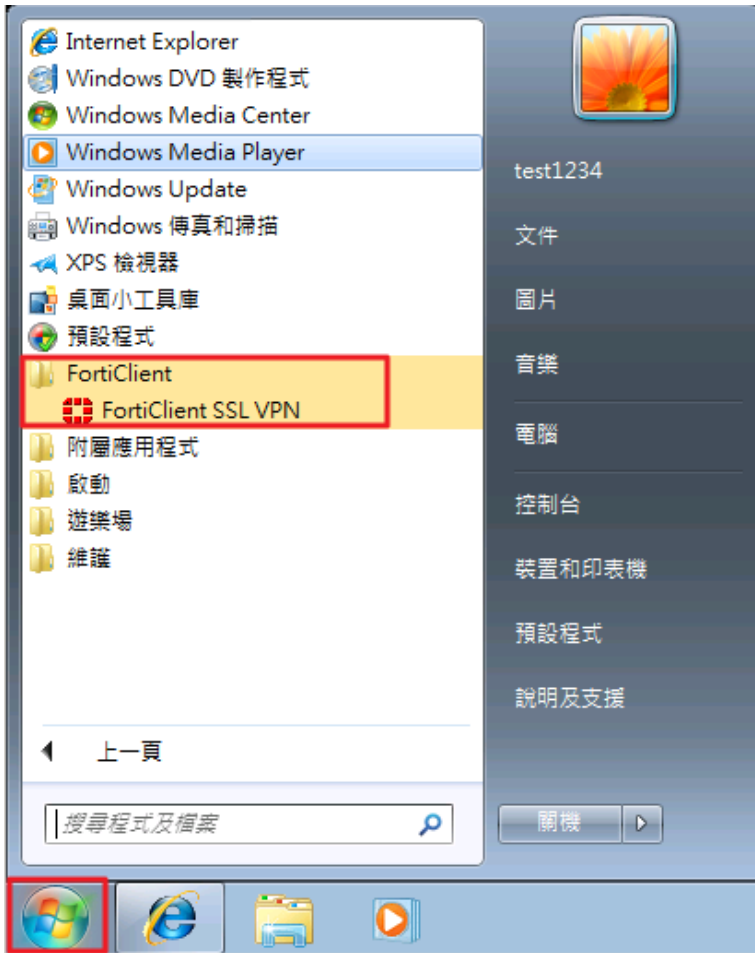 Internet Explorer
Windows DVD 製作程式
Windows Media Center
Windows Media Player
Windows Update
Windows 傳真和掃描
XPS 檢視器
桌面小工具庫
預設程式
FortiClient
FortiClient SSL VPN
附屬應用程式
啟動
遊樂場
維護
上一頁
搜尋程式及檔案
test1234
文件
圖片
音樂
電腦
控制台
裝置和印表機
預設程式
說明及支援
關機